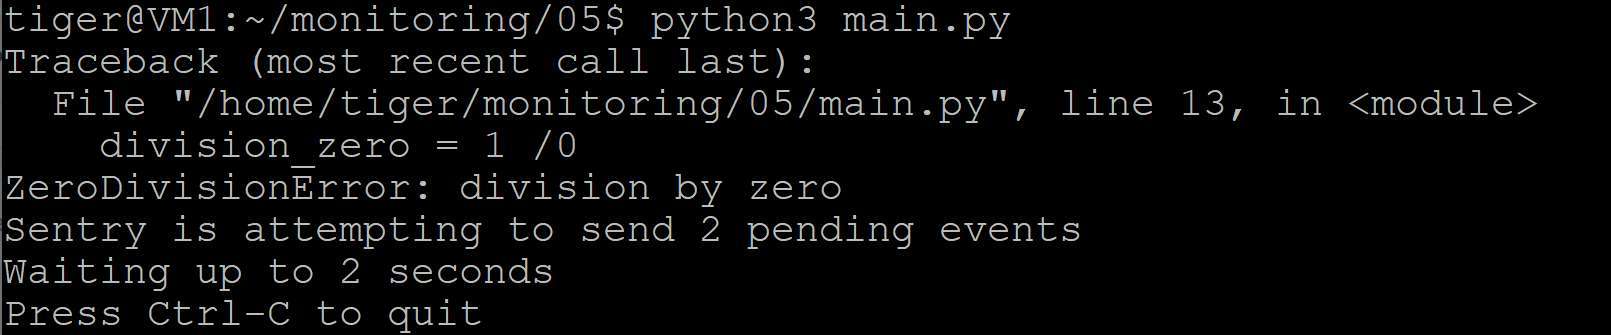 tiger@VM1:~/monitoring/05$ python3 main.py
Traceback (most recent call last):
  File "/home/tiger/monitoring/05/main.py", line 13, in <module>
    division_zero = 1 /0
ZeroDivisionError: division by zero
Sentry is attempting to send 2 pending events
Waiting up to 2 seconds
Press Ctrl-C to quit